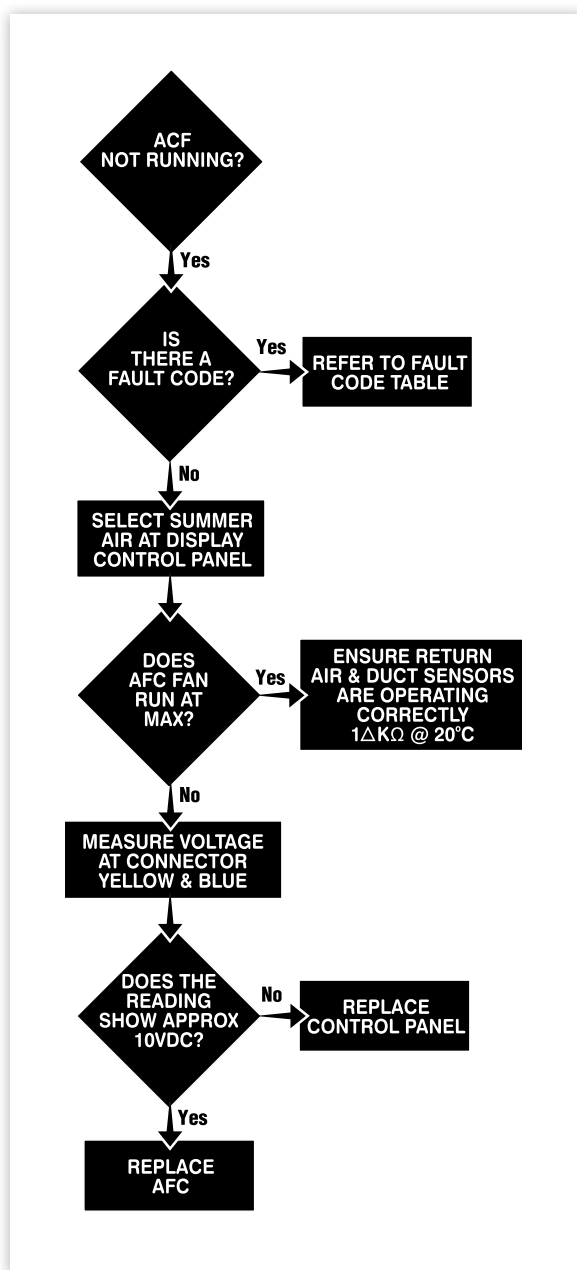 ACF
NOT RUNNING?
Yes
IS
THERE A
FAULT CODE?
Yes
REFER TO FAULT
CODE TABLE
No
SELECT SUMMER
AIR AT DISPLAY
CONTROL PANEL
DOES
AFC FAN
RUN AT
MAX?
Yes
ENSURE RETURN
AIR & DUCT SENSORS
ARE OPERATING
CORRECTLY
1△KΩ @ 20°C
No
MEASURE VOLTAGE
AT CONNECTOR
YELLOW & BLUE
DOES THE
READING
SHOW APPROX
10VDC?
No
REPLACE
CONTROL PANEL
Yes
REPLACE
AFC